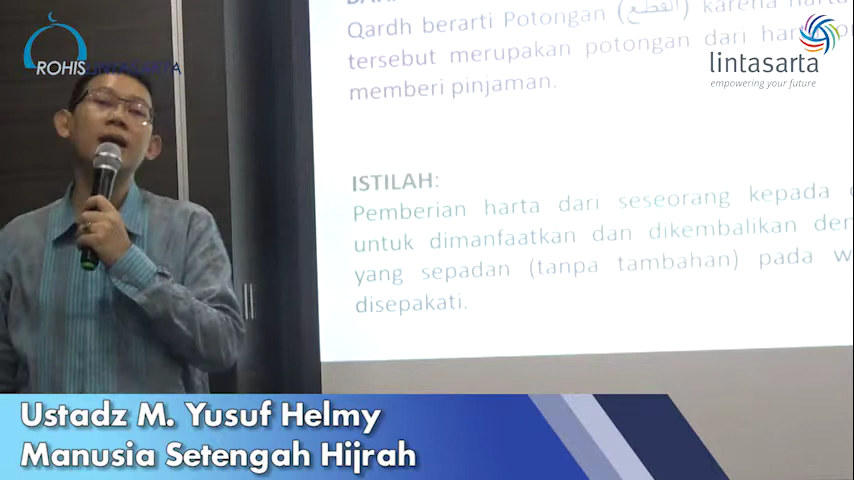 ROHIS LINTASARTA
lintasarta
empowering your future
Qardh berarti Potongan (القطع) karena harta
tersebut merupakan potongan dari
memberi pinjaman.
ISTILAH:
Pemberian harta dari seseorang kepada
untuk dimanfaatkan dan dikembalikan
yang sepadan (tanpa tambahan) pada
disepakati.
Ustadz M. Yusuf Helmy
Manusia Setengah Hijrah